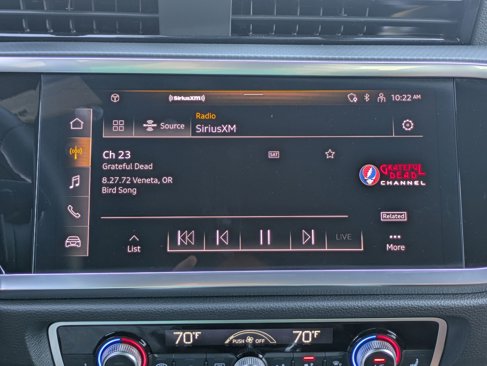 ((SiriusXM))
10:22 AM
Source
Radio
SiriusXM
Ch 23
SAT
Grateful Dead
8.27.72 Veneta, OR
Bird Song
GRATEFUL
DEAD
CHANNEL
Related
List
LIVE
More
70°F
PUSH
OFF
70°F